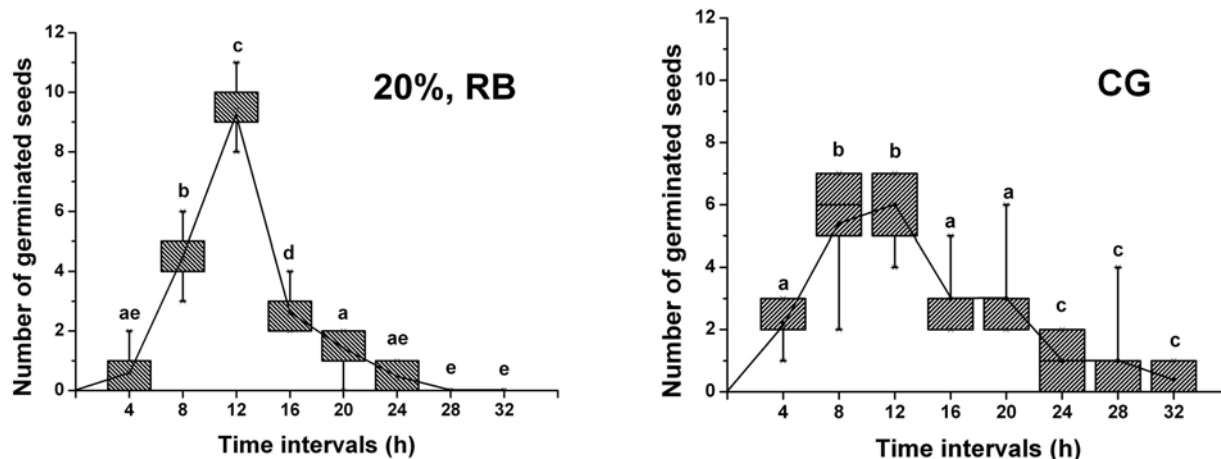 12
10
8
6
4
2
0
Number of germinated seeds
20%, RB
ae
b
c
d
a
ae
e
e
4 8 12 16 20 24 28 32
Time intervals (h)
12
10
8
6
4
2
0
Number of germinated seeds
CG
a
b
b
a
a
c
c
c
4 8 12 16 20 24 28 32
Time intervals (h)